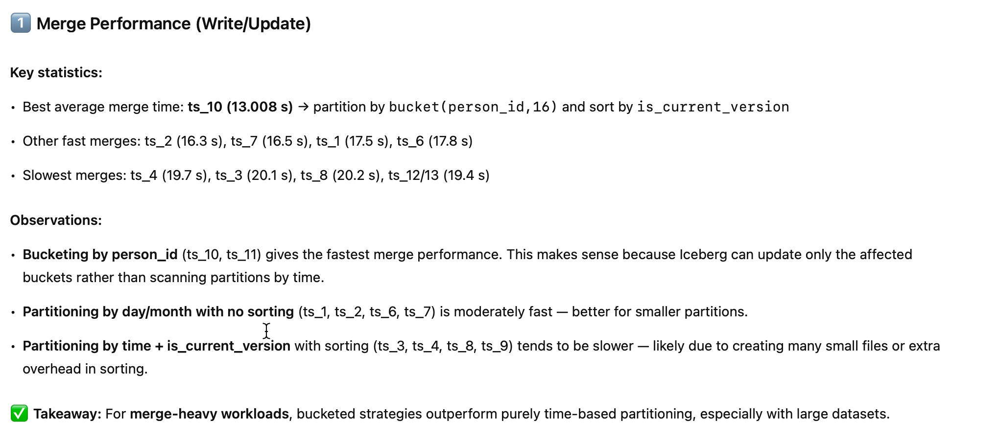 1 Merge Performance (Write/Update)
Key statistics:
• Best average merge time: ts_10 (13.008 s) → partition by bucket(person_id,16) and sort by is_current_version
• Other fast merges: ts_2 (16.3 s), ts_7 (16.5 s), ts_1 (17.5 s), ts_6 (17.8 s)
• Slowest merges: ts_4 (19.7 s), ts_3 (20.1 s), ts_8 (20.2 s), ts_12/13 (19.4 s)
Observations:
• Bucketing by person_id (ts_10, ts_11) gives the fastest merge performance. This makes sense because Iceberg can update only the affected
buckets rather than scanning partitions by time.
• Partitioning by day/month with no sorting (ts_1, ts_2, ts_6, ts_7) is moderately fast — better for smaller partitions.
• Partitioning by time + is_current_version with sorting (ts_3, ts_4, ts_8, ts_9) tends to be slower — likely due to creating many small files or extra
overhead in sorting.
✅ Takeaway: For merge-heavy workloads, bucketed strategies outperform purely time-based partitioning, especially with large datasets.